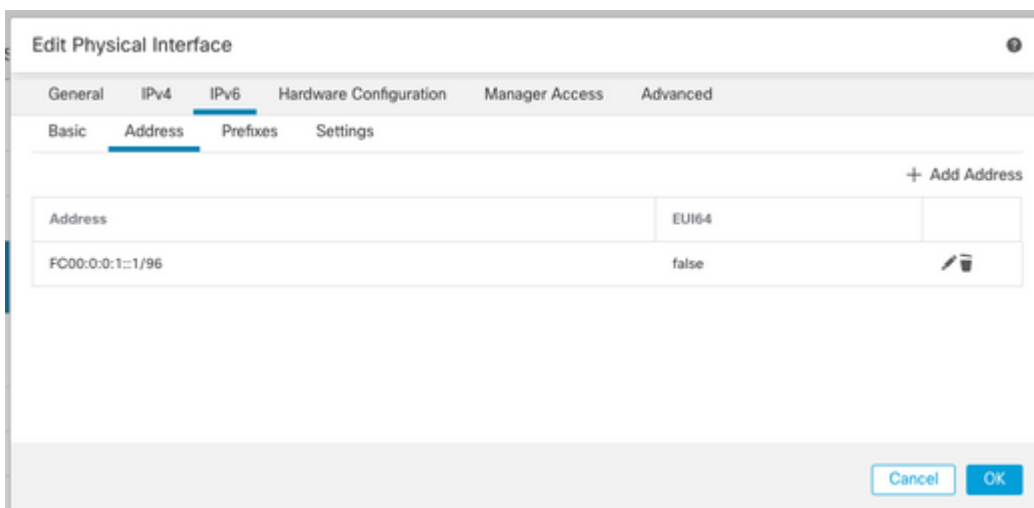 Edit Physical Interface
General IPv4 IPv6 Hardware Configuration Manager Access Advanced
Basic Address Prefixes Settings
+ Add Address
Address EUI64
FC00:0:0:1::1/96 false
Cancel OK